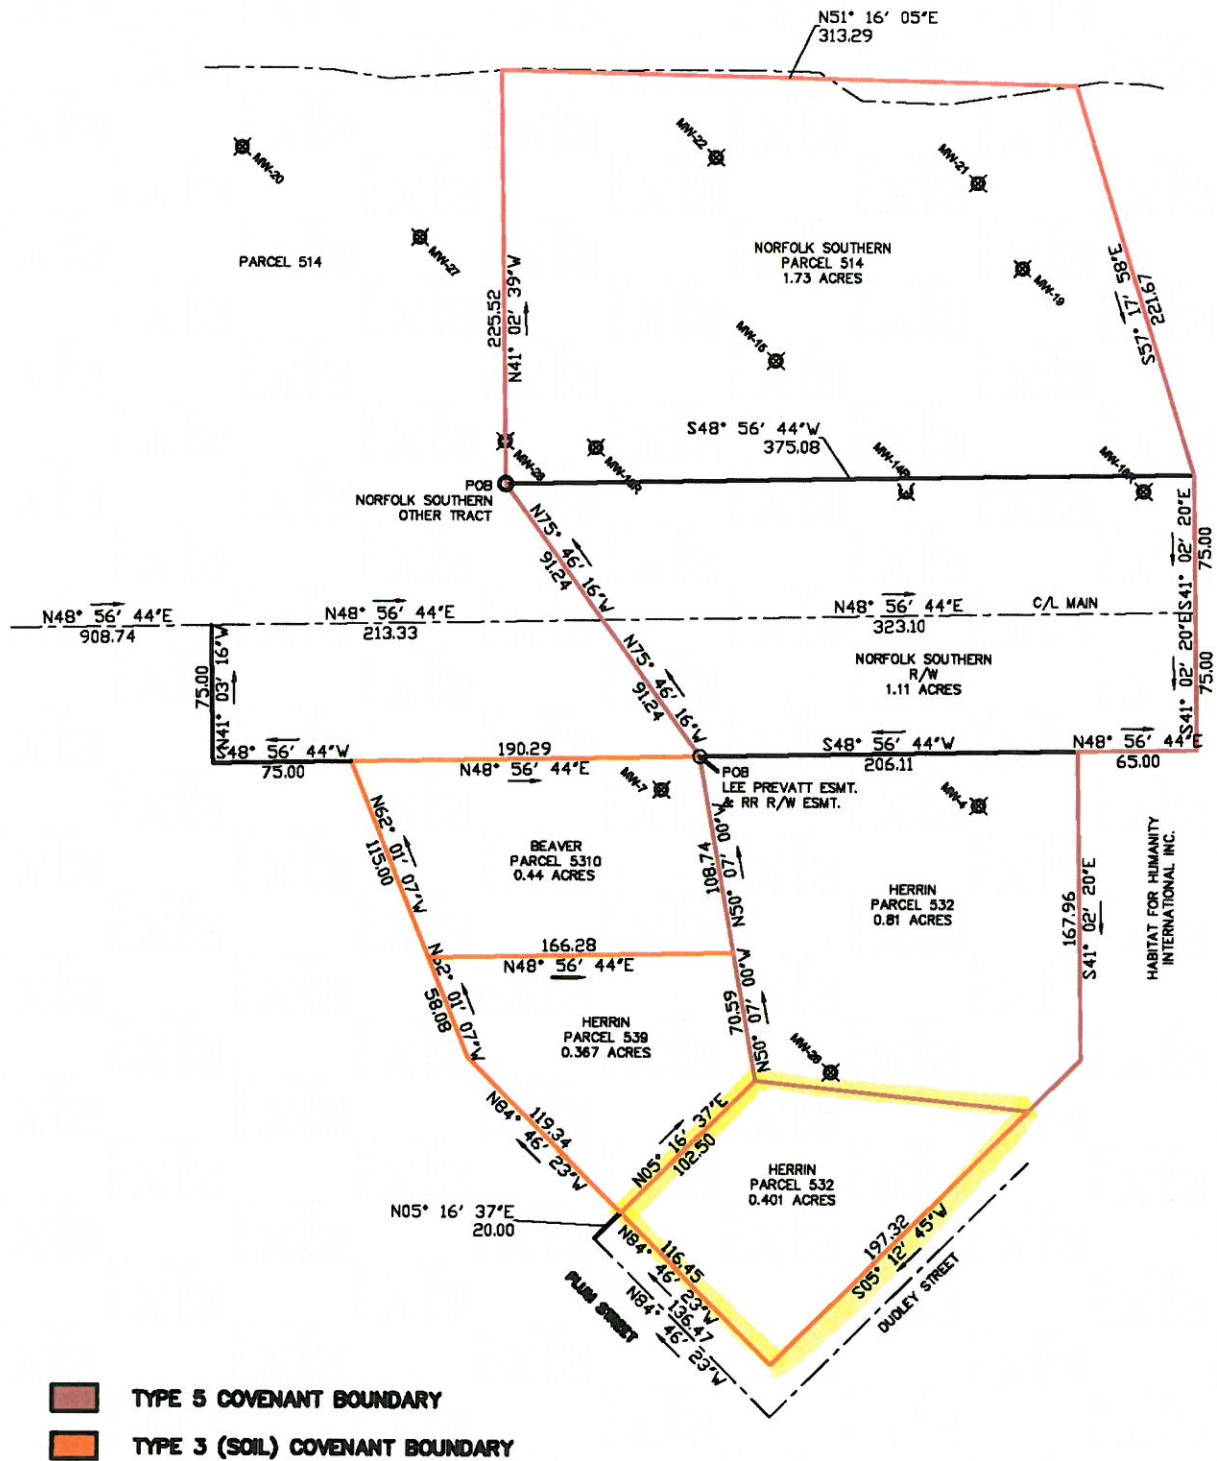 N51° 16' 05"E
313.29
MW-20
MW-22
MW-21
PARCEL 514
MW-27
NORFOLK SOUTHERN
PARCEL 514
1.73 ACRES
MW-19
225.52
N41° 02' 39"W
S57° 17' 58"E
221.67
MW-15
S48° 56' 44"W
375.08
MW-28
MW-14R
POB
NORFOLK SOUTHERN
OTHER TRACT
N75° 46' 16"W
91.24
S41° 02' 20"E
75.00
N48° 56' 44"E
908.74
N48° 56' 44"E
213.33
N48° 56' 44"E
323.10
C/L MAIN
N75° 46' 16"W
91.24
NORFOLK SOUTHERN
R/W
1.11 ACRES
S41° 02' 20"E
75.00
75.00
N41° 03' 16"W
S48° 56' 44"W
75.00
190.29
N48° 56' 44"E
S48° 56' 44"W
206.11
N48° 56' 44"E
65.00
POB
LEE PREVATT ESMT.
& RR R/W ESMT.
MW-7
MW-4
N62° 01' 07"W
115.00
BEAVER
PARCEL 5310
0.44 ACRES
108.74
N50° 07' 00"W
HERRIN
PARCEL 532
0.81 ACRES
167.96
S41° 02' 20"E
HABITAT FOR HUMANITY
INTERNATIONAL INC.
166.28
N48° 56' 44"E
N62° 01' 07"W
58.08
HERRIN
PARCEL 539
0.367 ACRES
70.59
N50° 07' 00"W
119.34
N84° 46' 23"W
N05° 16' 37"E
102.50
HERRIN
PARCEL 532
0.401 ACRES
N05° 16' 37"E
20.00
116.45
N84° 46' 23"W
136.47
N84° 46' 23"W
PLUM STREET
197.32
S05° 12' 45"W
DUDLEY STREET
TYPE 5 COVENANT BOUNDARY
TYPE 3 (SOIL) COVENANT BOUNDARY